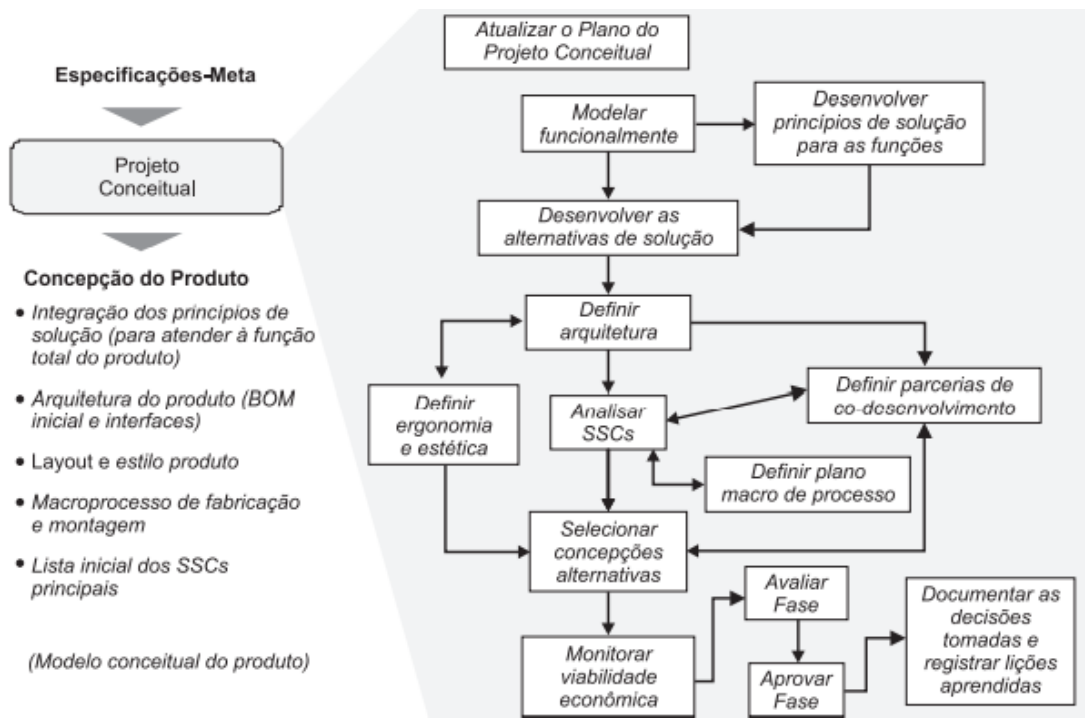 Especificações-Meta
Projeto
Conceitual
Concepção do Produto
• Integração dos princípios de
solução (para atender à função
total do produto)
• Arquitetura do produto (BOM
inicial e interfaces)
• Layout e estilo produto
• Macroprocesso de fabricação
e montagem
• Lista inicial dos SSCs
principais
(Modelo conceitual do produto)
Atualizar o Plano do
Projeto Conceitual
Modelar
funcionalmente
Desenvolver
princípios de solução
para as funções
Desenvolver as
alternativas de solução
Definir
arquitetura
Definir
ergonomia
e estética
Analisar
SSCs
Definir parcerias de
co-desenvolvimento
Definir plano
macro de processo
Selecionar
concepções
alternativas
Monitorar
viabilidade
econômica
Avaliar
Fase
Aprovar
Fase
Documentar as
decisões
tomadas e
registrar lições
aprendidas